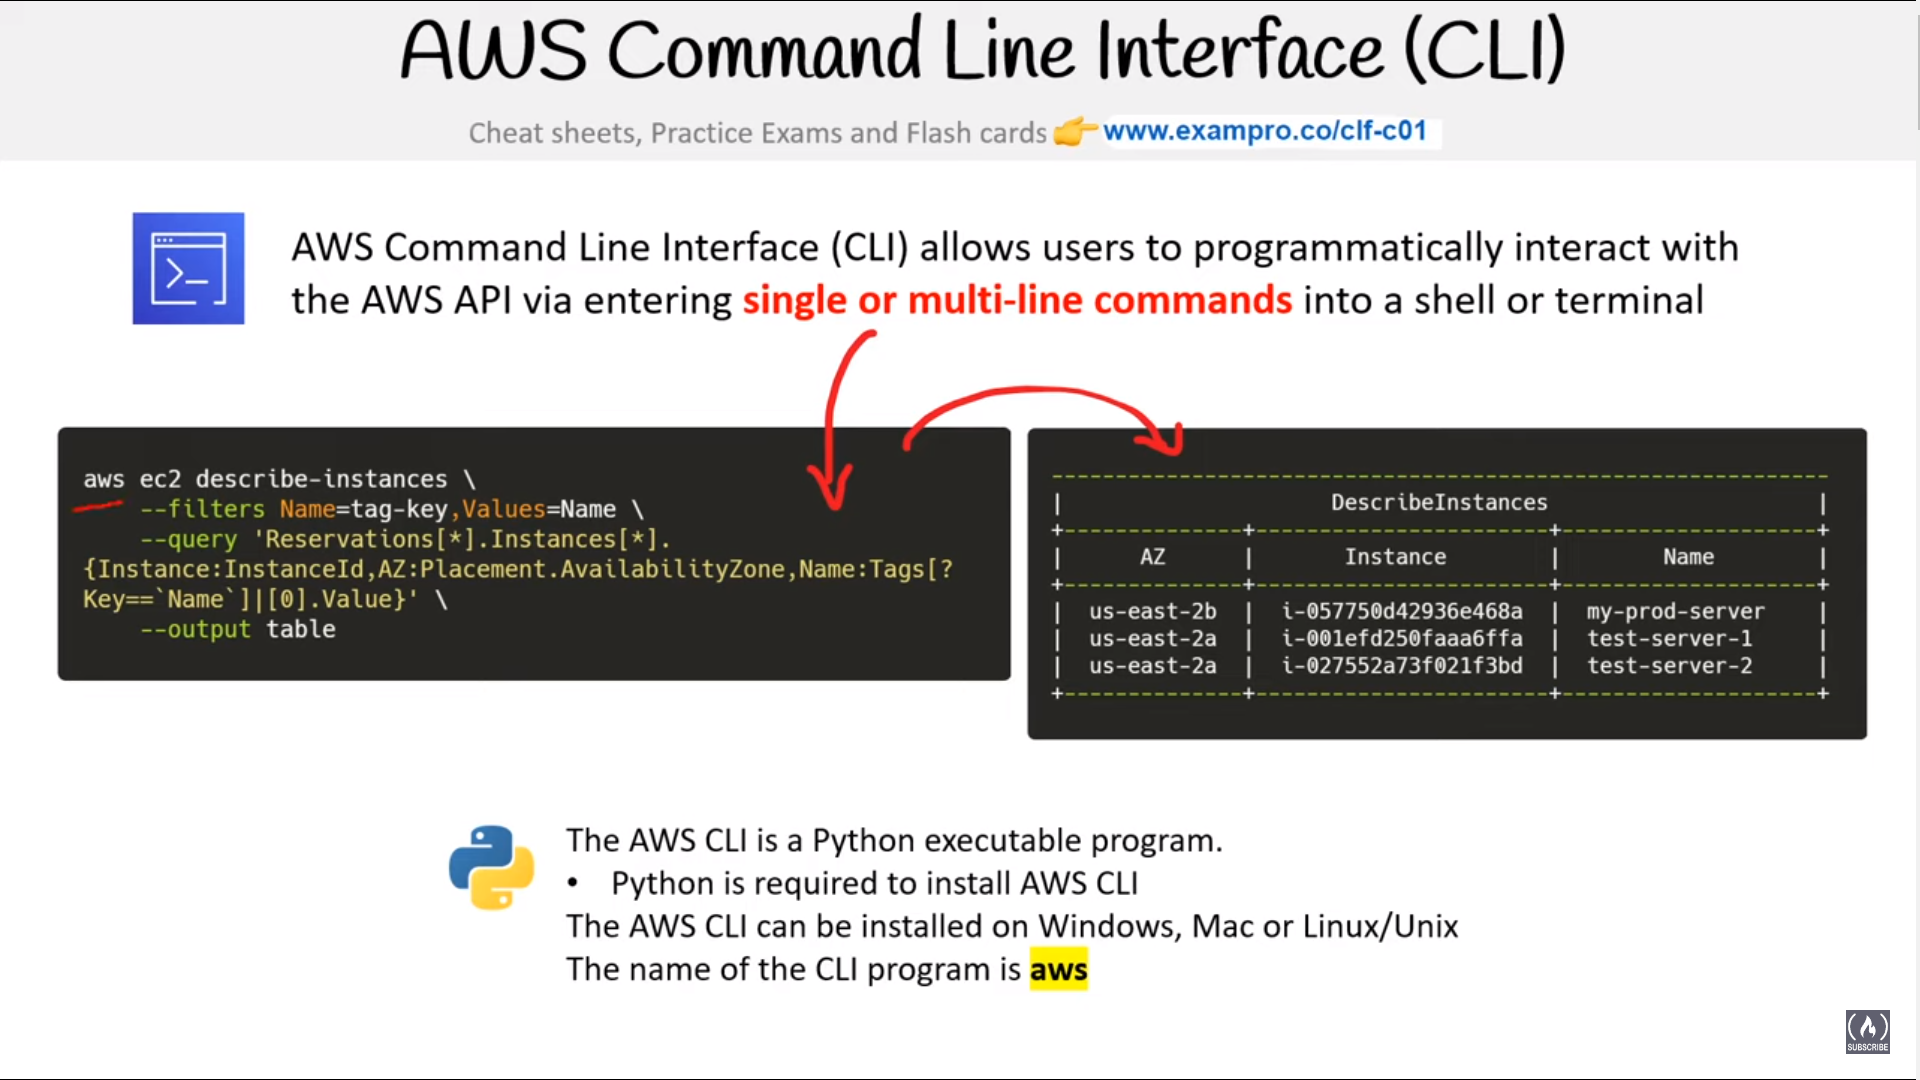 AWS Command Line Interface (CLI)
Cheat sheets, Practice Exams and Flash cards 👉 www.exampro.co/clf-c01
AWS Command Line Interface (CLI) allows users to programmatically interact with
the AWS API via entering single or multi-line commands into a shell or terminal
aws ec2 describe-instances \
--filters Name=tag-key,Values=Name \
--query 'Reservations[*].Instances[*].
{Instance:InstanceId,AZ:Placement.AvailabilityZone,Name:Tags[?
Key==`Name`]|[0].Value}' \
--output table
DescribeInstances
| AZ | Instance | Name |
| us-east-2b | i-057750d42936e468a | my-prod-server |
| us-east-2a | i-001efd250faaa6ffa | test-server-1 |
| us-east-2a | i-027552a73f021f3bd | test-server-2 |
The AWS CLI is a Python executable program.
• Python is required to install AWS CLI
The AWS CLI can be installed on Windows, Mac or Linux/Unix
The name of the CLI program is aws
SUBSCRIBE